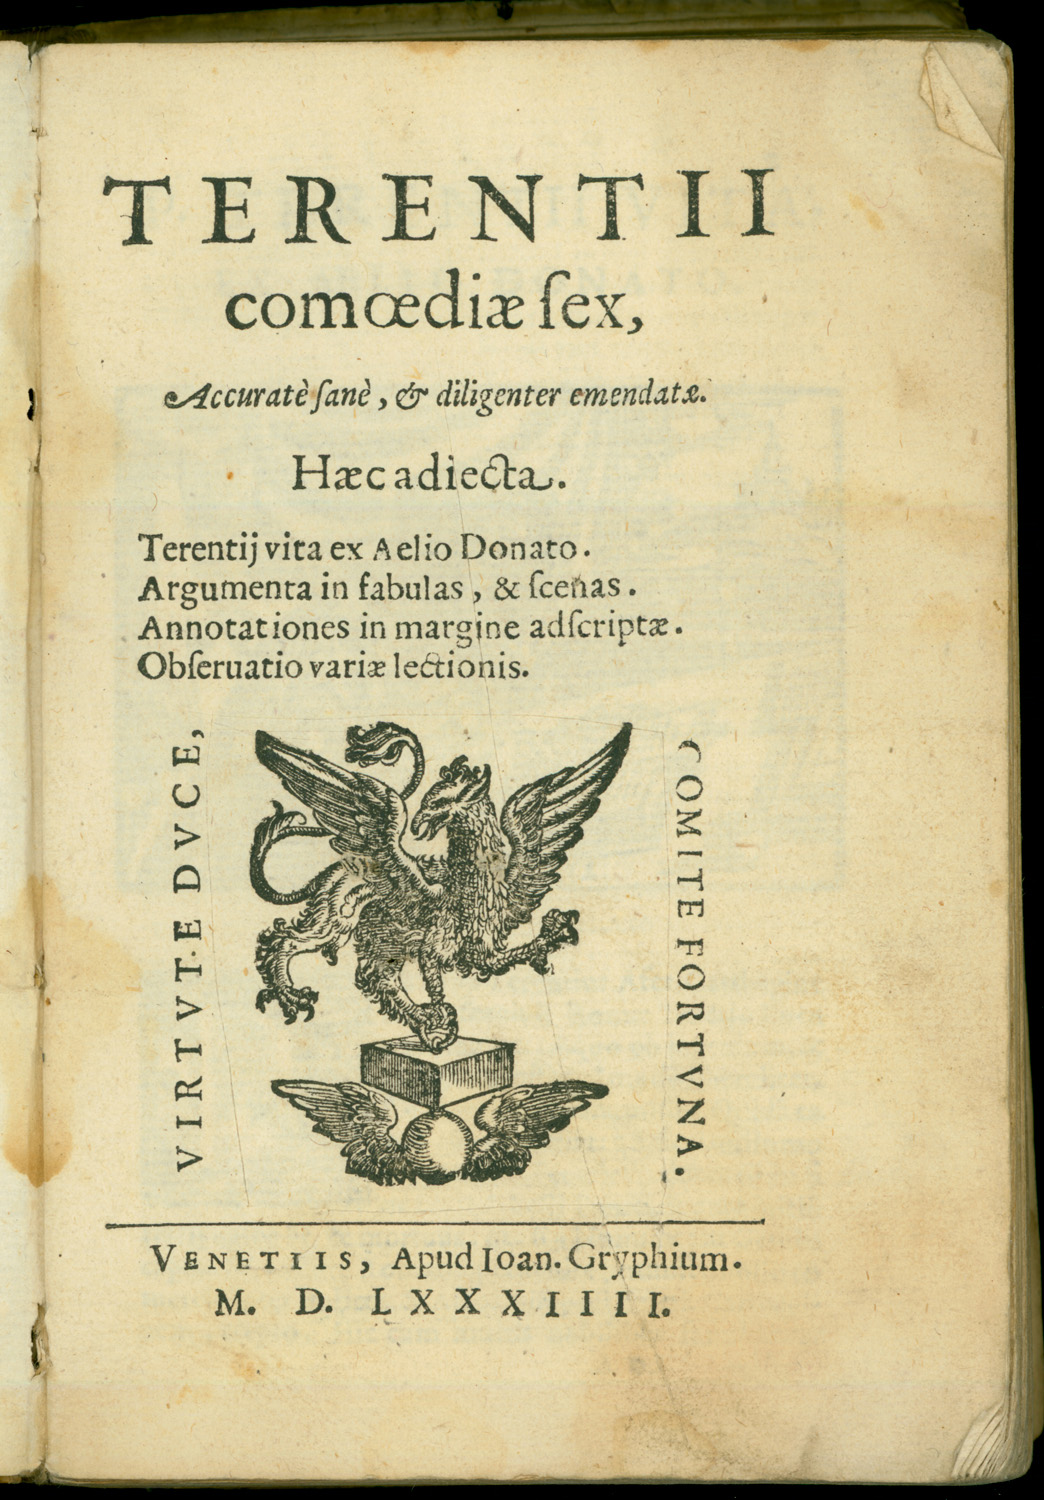 TERENTII
comœdiæ ſex,
Accuratè ſanè, & diligenter emendatæ.
Hæc adiecta.
Terentij vita ex Aelio Donato.
Argumenta in fabulas, & ſcenas.
Annotationes in margine adſcriptæ.
Obſeruatio variæ lectionis.
VIRTVTE DVCE,
COMITE FORTVNA.
VENETIIS, Apud Ioan. Gryphium.
M. D. LXXXIIII.